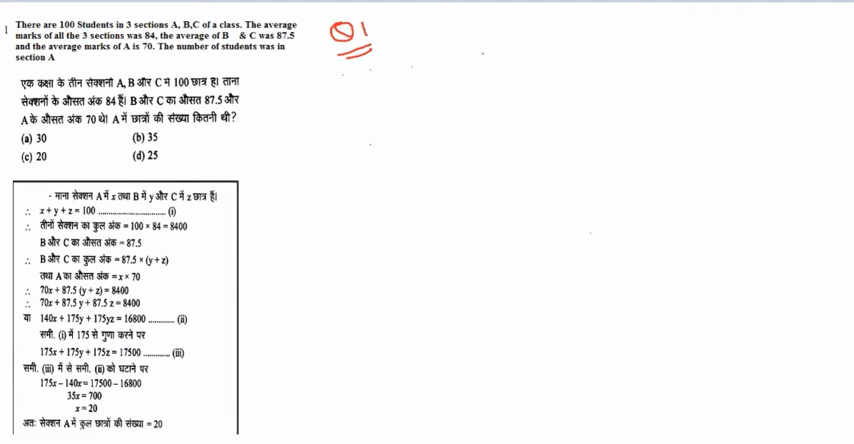 1 There are 100 Students in 3 sections A, B,C of a class. The average
marks of all the 3 sections was 84, the average of B & C was 87.5
and the average marks of A is 70. The number of students was in
section A
Q1
एक कक्षा के तीन सेक्शनों A, B और C में 100 छात्र हैं। ताना
सेक्शनों के औसत अंक 84 हैं। B और C का औसत 87.5 और
A के औसत अंक 70 थे। A में छात्रों की संख्या कितनी थी?
(a) 30 (b) 35
(c) 20 (d) 25
· माना सेक्शन A में x तथा B में y और C में z छात्र हैं।
∴ x + y + z = 100 .............................. (i)
∴ तीनों सेक्शन का कुल अंक = 100 × 84 = 8400
B और C का औसत अंक = 87.5
∴ B और C का कुल अंक = 87.5 × (y + z)
तथा A का औसत अंक = x × 70
∴ 70x + 87.5 (y + z) = 8400
∴ 70x + 87.5 y + 87.5 z = 8400
या 140x + 175y + 175yz = 16800 ............ (ii)
समी. (i) में 175 से गुणा करने पर
175x + 175y + 175z = 17500 ............ (iii)
समी. (iii) में से समी. (ii) को घटाने पर
175x – 140x = 17500 – 16800
35x = 700
x = 20
अतः सेक्शन A में कुल छात्रों की संख्या = 20